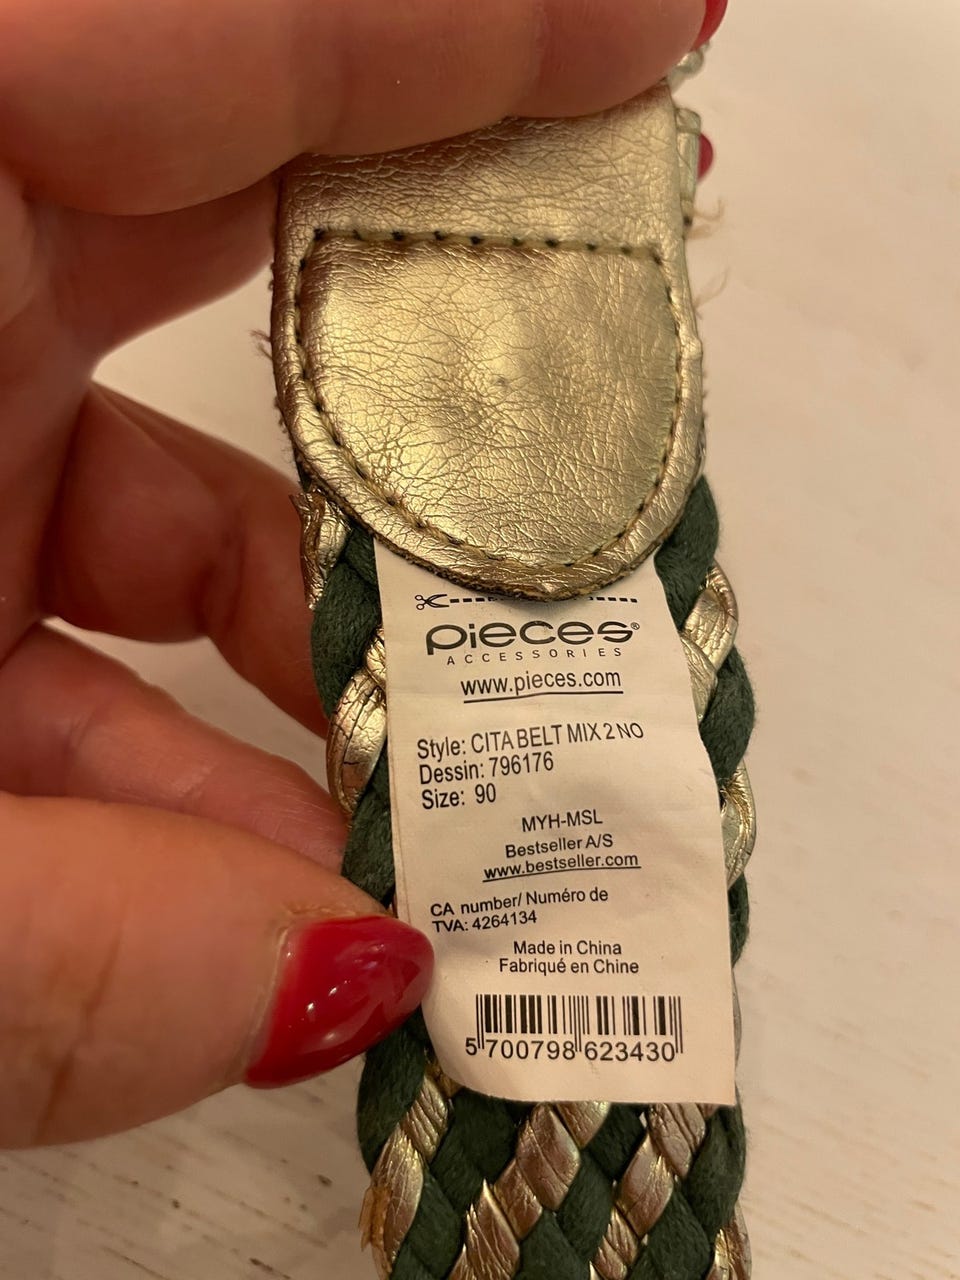 pieces®
ACCESSORIES
www.pieces.com
Style: CITA BELT MIX 2 NO
Dessin: 796176
Size: 90
MYH-MSL
Bestseller A/S
www.bestseller.com
CA number/ Numéro de
TVA: 4264134
Made in China
Fabriqué en Chine
5 700798 623430